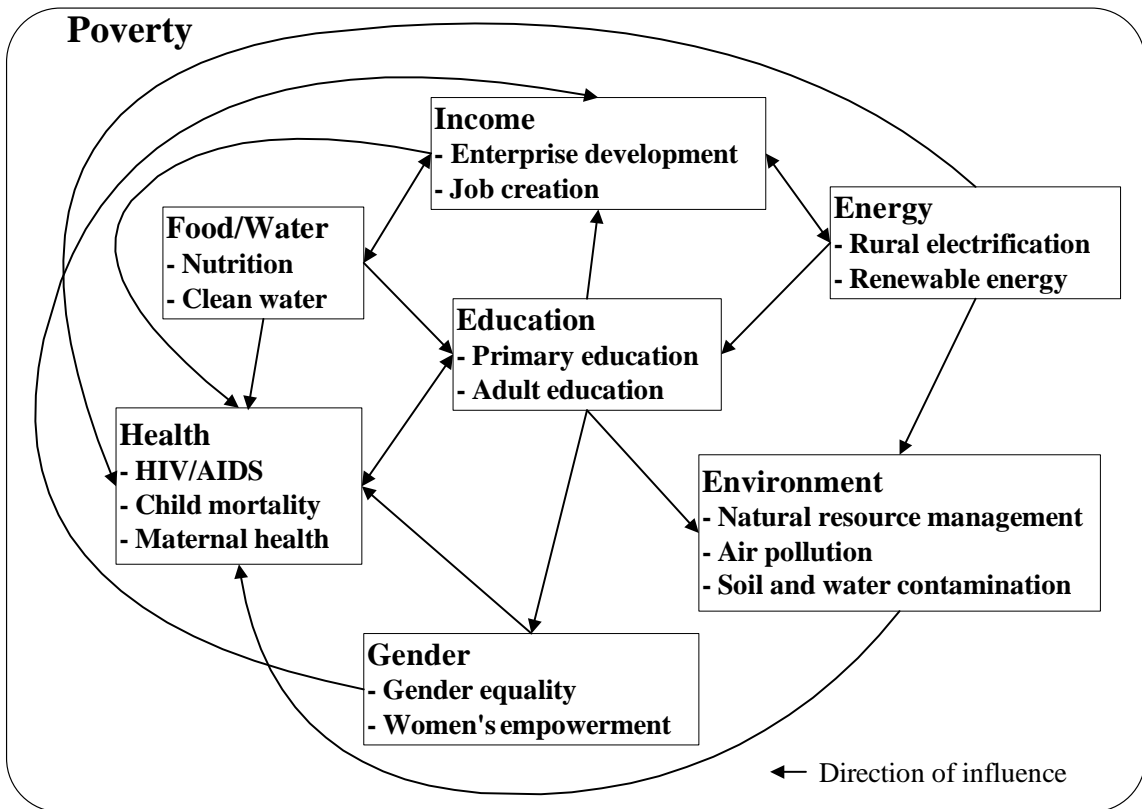 Poverty
Income
- Enterprise development
- Job creation
Energy
- Rural electrification
- Renewable energy
Food/Water
- Nutrition
- Clean water
Education
- Primary education
- Adult education
Health
- HIV/AIDS
- Child mortality
- Maternal health
Environment
- Natural resource management
- Air pollution
- Soil and water contamination
Gender
- Gender equality
- Women's empowerment
Direction of influence